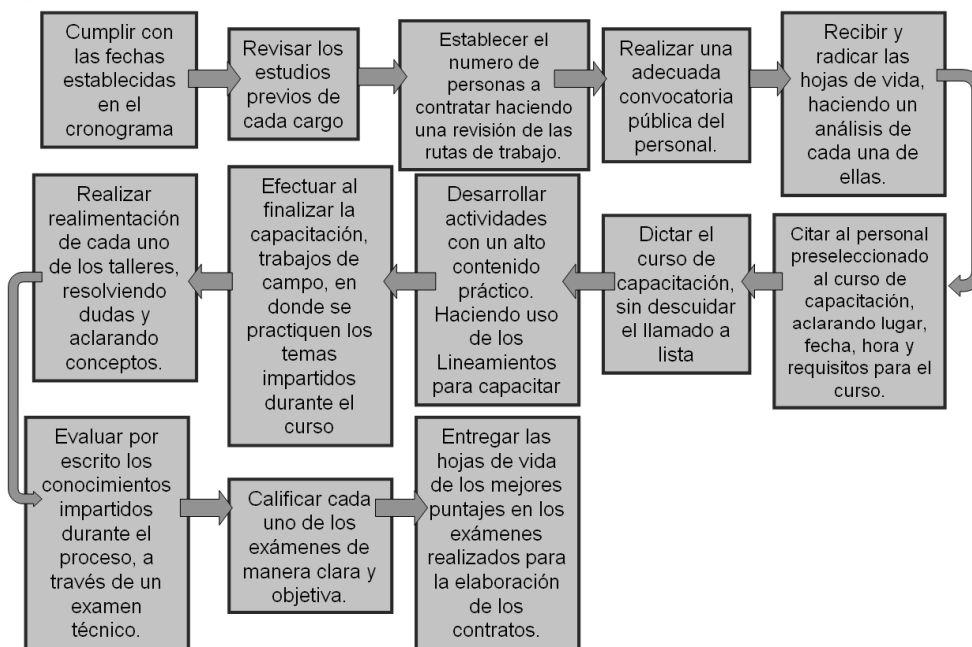 Cumplir con
las fechas
establecidas
en el
cronograma
Revisar los
estudios
previos de
cada cargo
Establecer el
numero de
personas a
contratar haciendo
una revisión de las
rutas de trabajo.
Realizar una
adecuada
convocatoria
pública del
personal.
Recibir y
radicar las
hojas de vida,
haciendo un
análisis de
cada una de
ellas.
Citar al personal
preseleccionado
al curso de
capacitación,
aclarando lugar,
fecha, hora y
requisitos para el
curso.
Dictar el
curso de
capacitación,
sin descuidar
el llamado a
lista
Desarrollar
actividades
con un alto
contenido
práctico.
Haciendo uso
de los
Lineamientos
para capacitar
Efectuar al
finalizar la
capacitación,
trabajos de
campo, en
donde se
practiquen los
temas
impartidos
durante el
curso
Realizar
realimentación
de cada uno
de los talleres,
resolviendo
dudas y
aclarando
conceptos.
Evaluar por
escrito los
conocimientos
impartidos
durante el
proceso, a
través de un
examen
técnico.
Calificar cada
uno de los
exámenes de
manera clara y
objetiva.
Entregar las
hojas de vida
de los mejores
puntajes en los
exámenes
realizados para
la elaboración
de los
contratos.